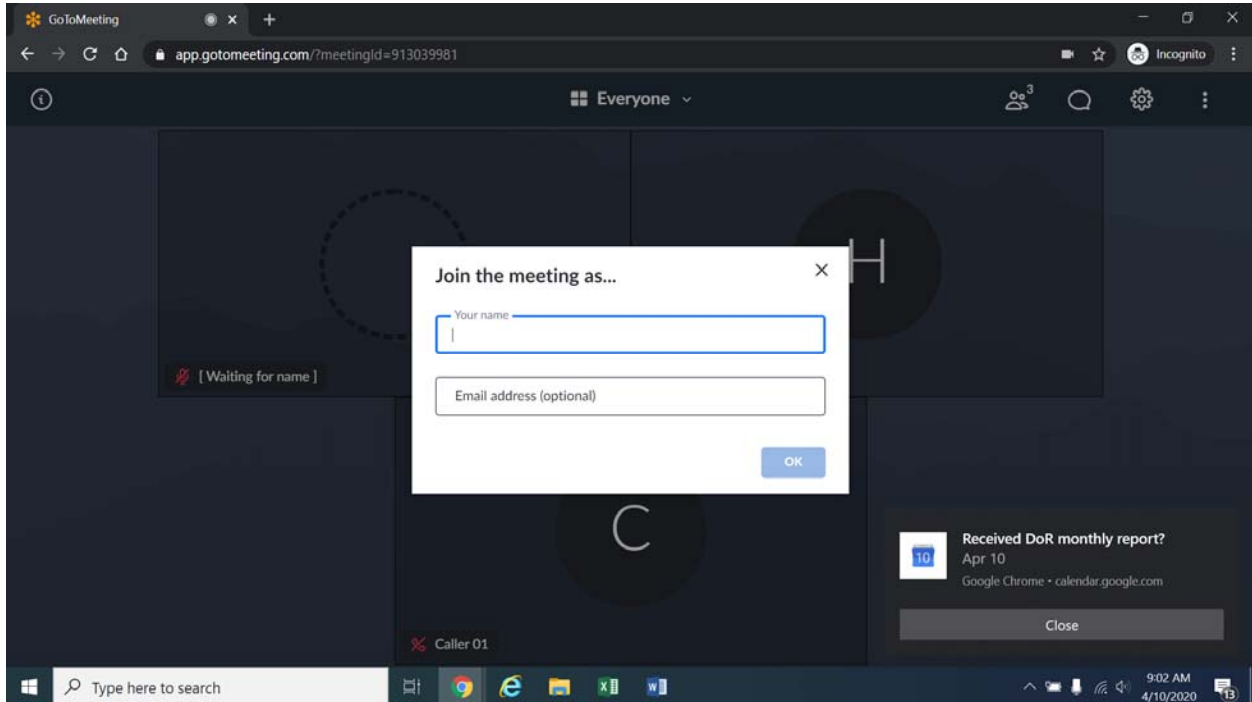 GoToMeeting
app.gotomeeting.com/?meetingId=913039981
Incognito
Everyone
3
H
Join the meeting as...
Your name
[ Waiting for name ]
Email address (optional)
OK
C
Received DoR monthly report?
10
Apr 10
Google Chrome • calendar.google.com
Close
Caller 01
Type here to search
9:02 AM
4/10/2020
13